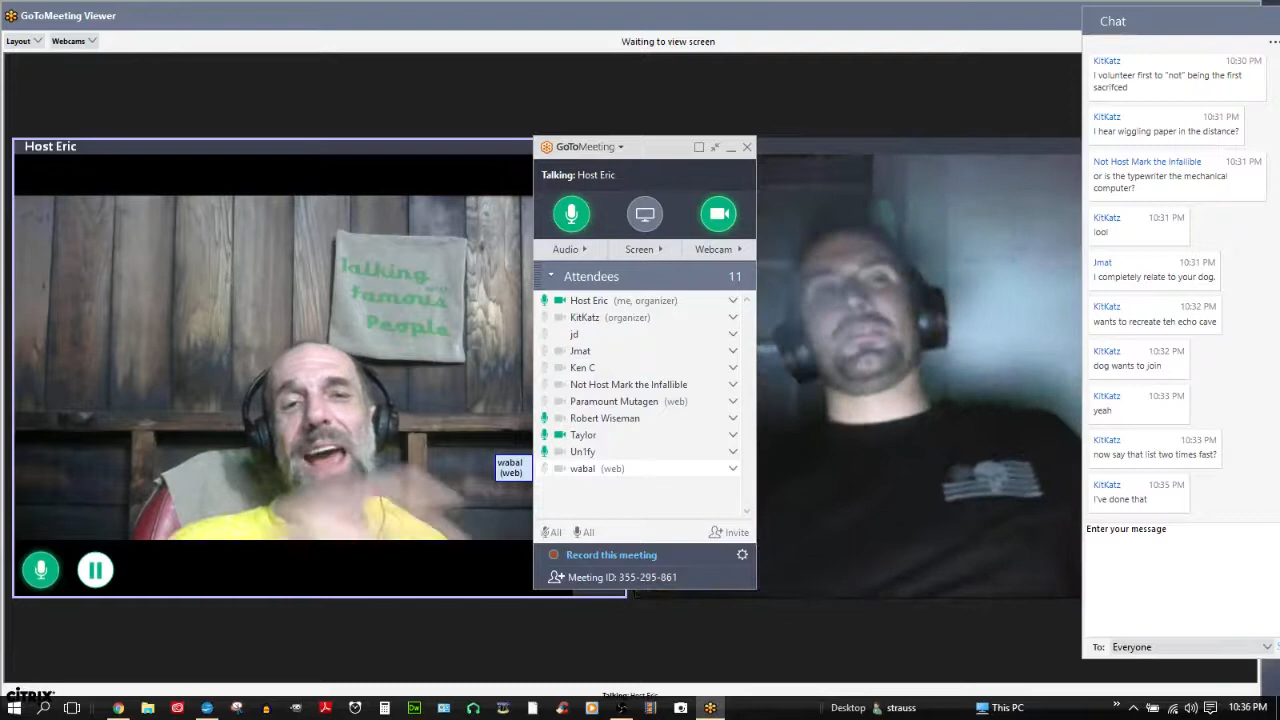 GoToMeeting Viewer
Layout
Webcams
Waiting to view screen
Host Eric
Talking
Famous
People
wabal
(web)
GoToMeeting
Talking: Host Eric
Audio
Screen
Webcam
Attendees 11
Host Eric (me, organizer)
KitKatz (organizer)
jd
Jmat
Ken C
Not Host Mark the Infallible
Paramount Mutagen (web)
Robert Wiseman
Taylor
Un1fy
wabal (web)
All
All
Invite
Record this meeting
Meeting ID: 355-295-861
Chat
KitKatz 10:30 PM
I volunteer first to "not" being the first
sacrifced
KitKatz 10:31 PM
I hear wiggling paper in the distance?
Not Host Mark the Infallible 10:31 PM
or is the typewriter the mechanical
computer?
KitKatz 10:31 PM
lool
Jmat 10:31 PM
I completely relate to your dog.
KitKatz 10:32 PM
wants to recreate teh echo cave
KitKatz 10:32 PM
dog wants to join
KitKatz 10:33 PM
yeah
KitKatz 10:33 PM
now say that list two times fast?
KitKatz 10:35 PM
I've done that
Enter your message
To: Everyone
CITRIX
Talking: Host Eric
Dw
Desktop
strauss
This PC
10:36 PM